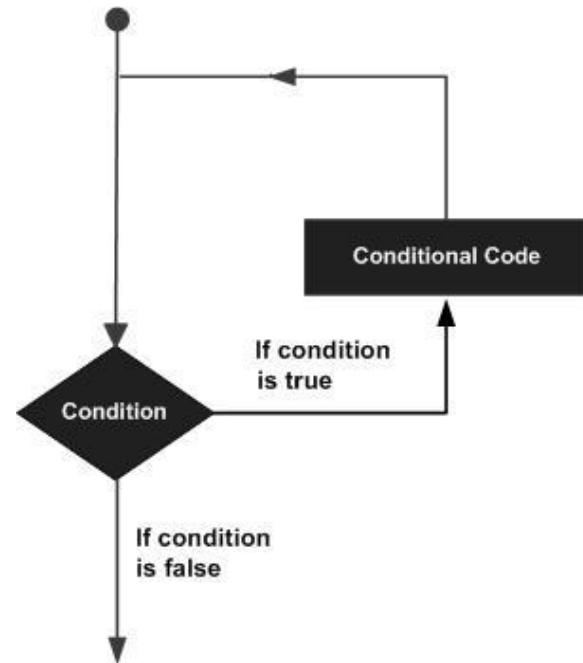 Conditional Code
If condition
is true
Condition
If condition
is false